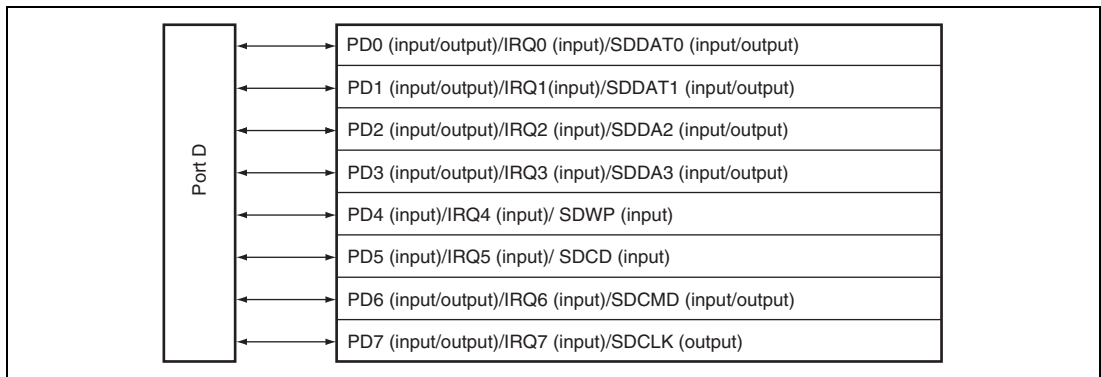 Port D
PD0 (input/output)/IRQ0 (input)/SDDAT0 (input/output)
PD1 (input/output)/IRQ1(input)/SDDAT1 (input/output)
PD2 (input/output)/IRQ2 (input)/SDDA2 (input/output)
PD3 (input/output)/IRQ3 (input)/SDDA3 (input/output)
PD4 (input)/IRQ4 (input)/ SDWP (input)
PD5 (input)/IRQ5 (input)/ SDCD (input)
PD6 (input/output)/IRQ6 (input)/SDCMD (input/output)
PD7 (input/output)/IRQ7 (input)/SDCLK (output)